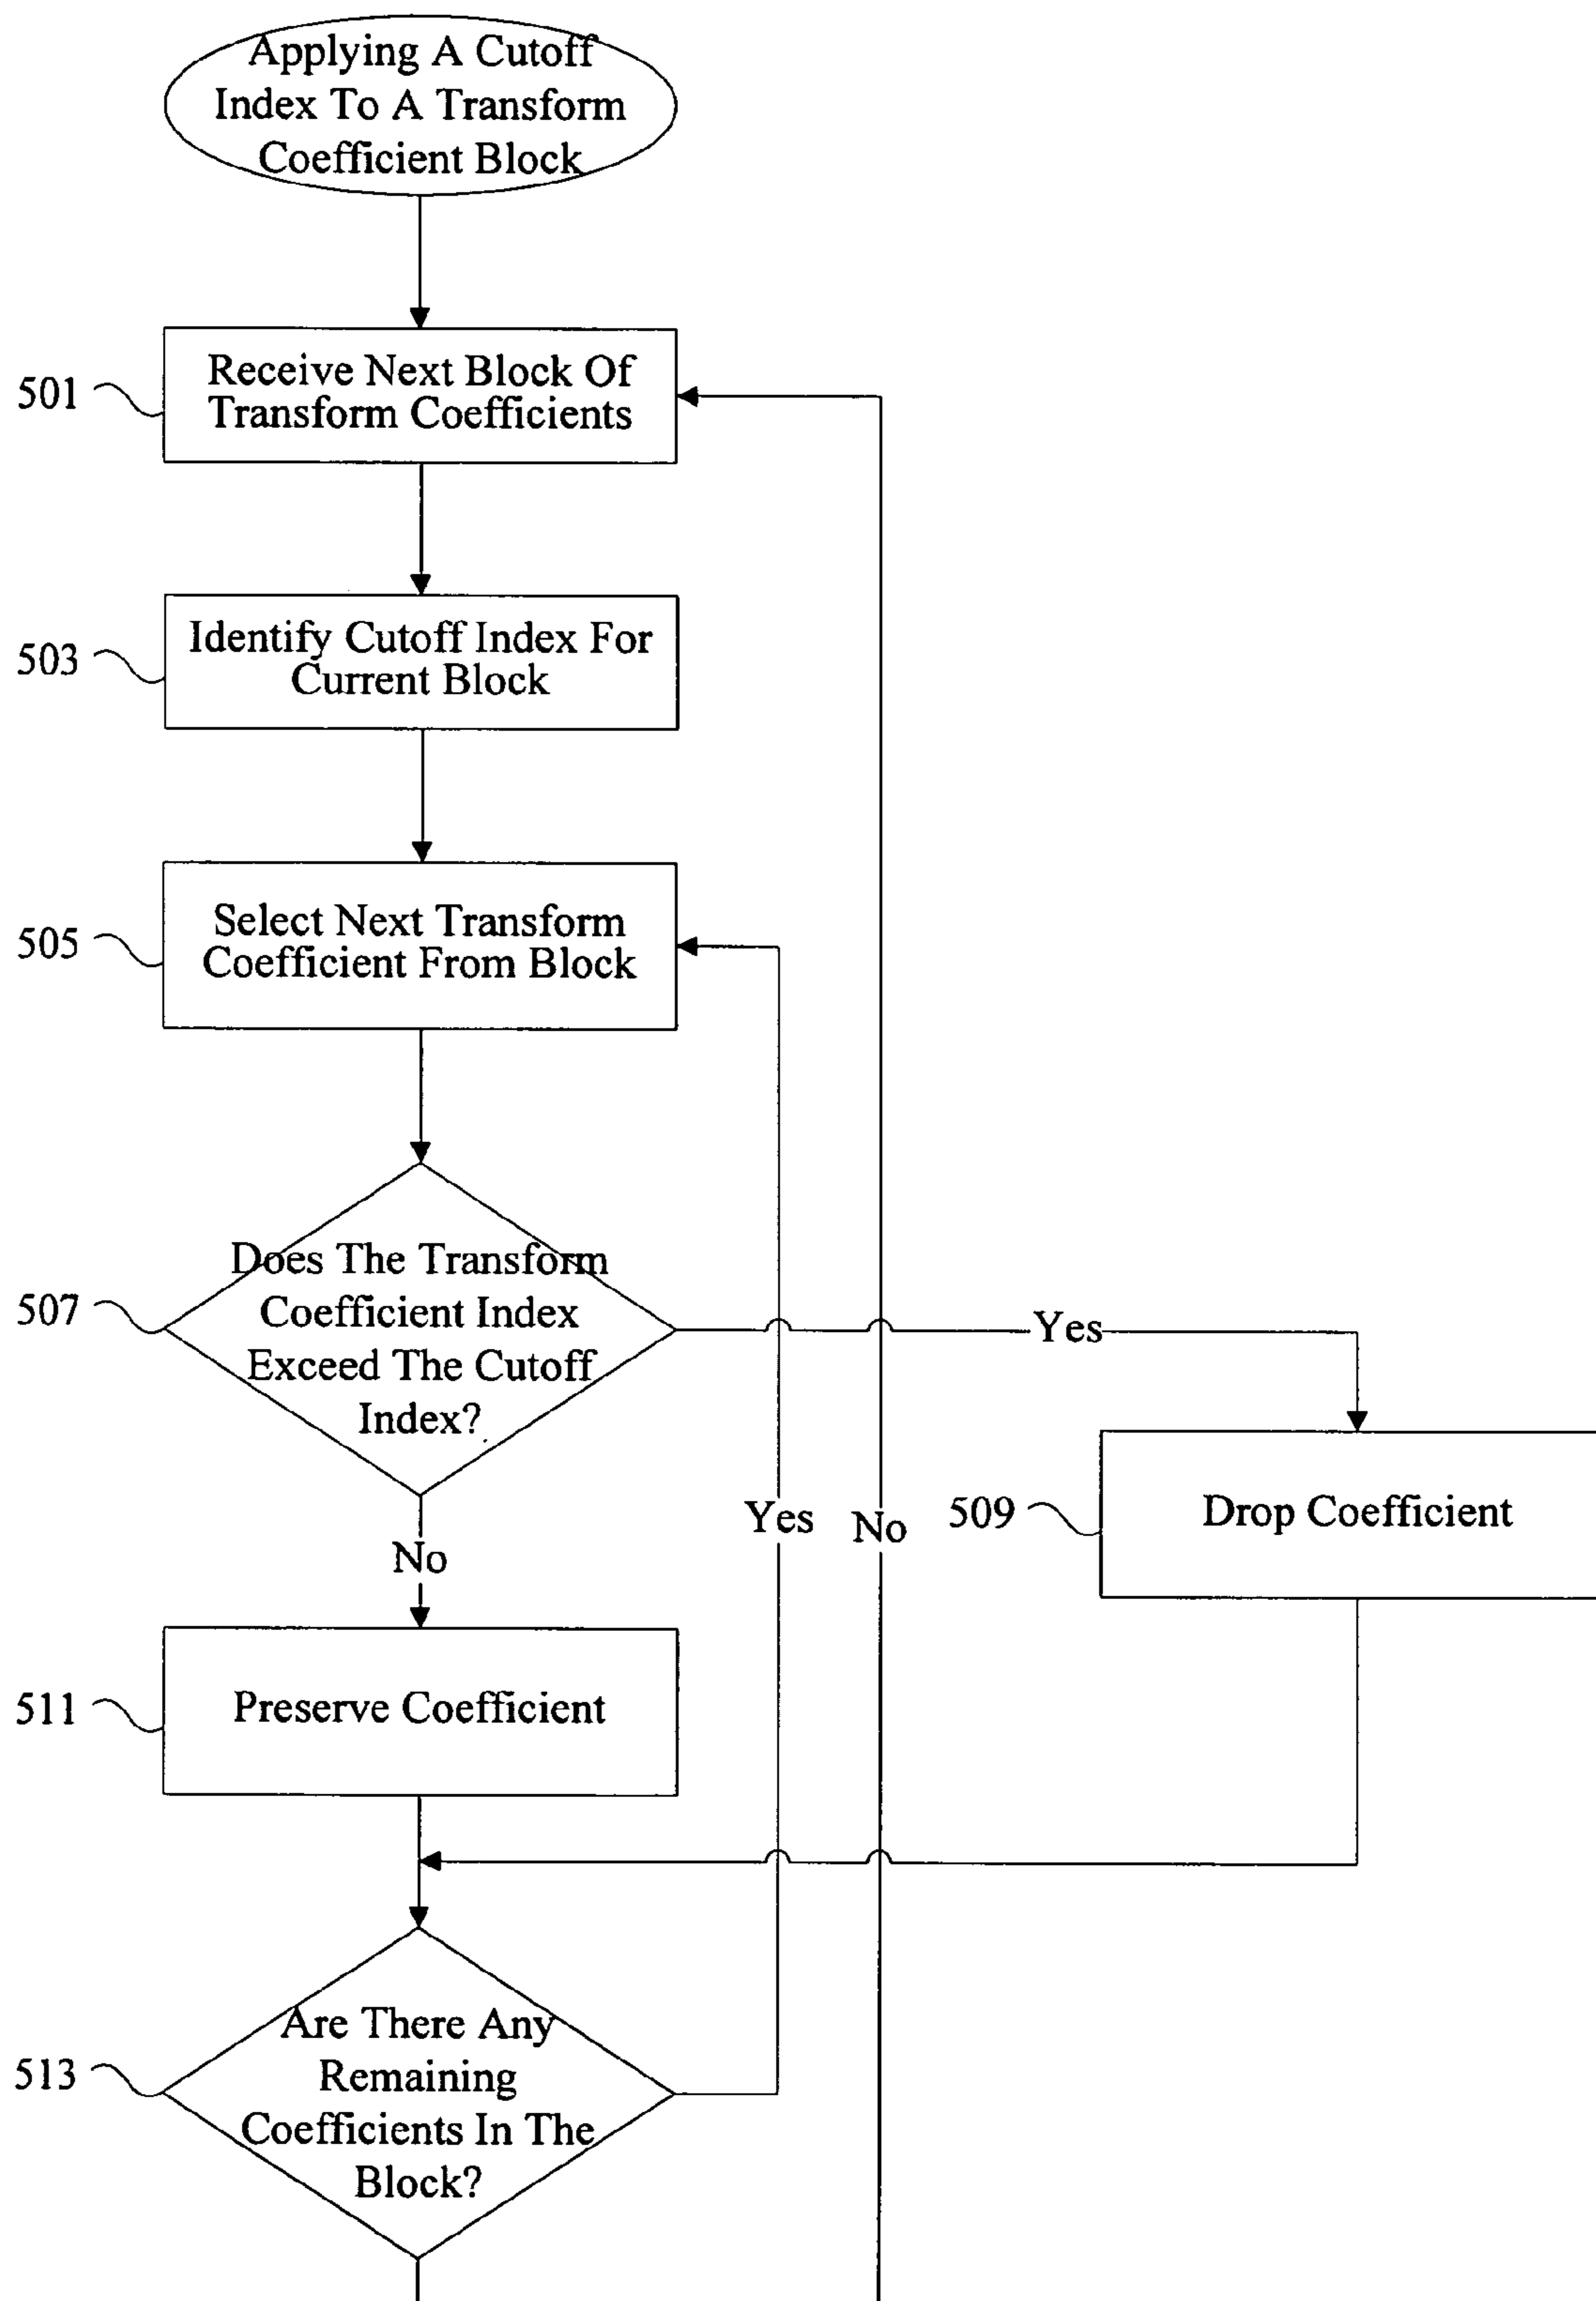 Applying A Cutoff
Index To A Transform
Coefficient Block
501
Receive Next Block Of
Transform Coefficients
503
Identify Cutoff Index For
Current Block
505
Select Next Transform
Coefficient From Block
507
Does The Transform
Coefficient Index
Exceed The Cutoff
Index?
Yes
No
Yes
No
509
Drop Coefficient
511
Preserve Coefficient
513
Are There Any
Remaining
Coefficients In The
Block?